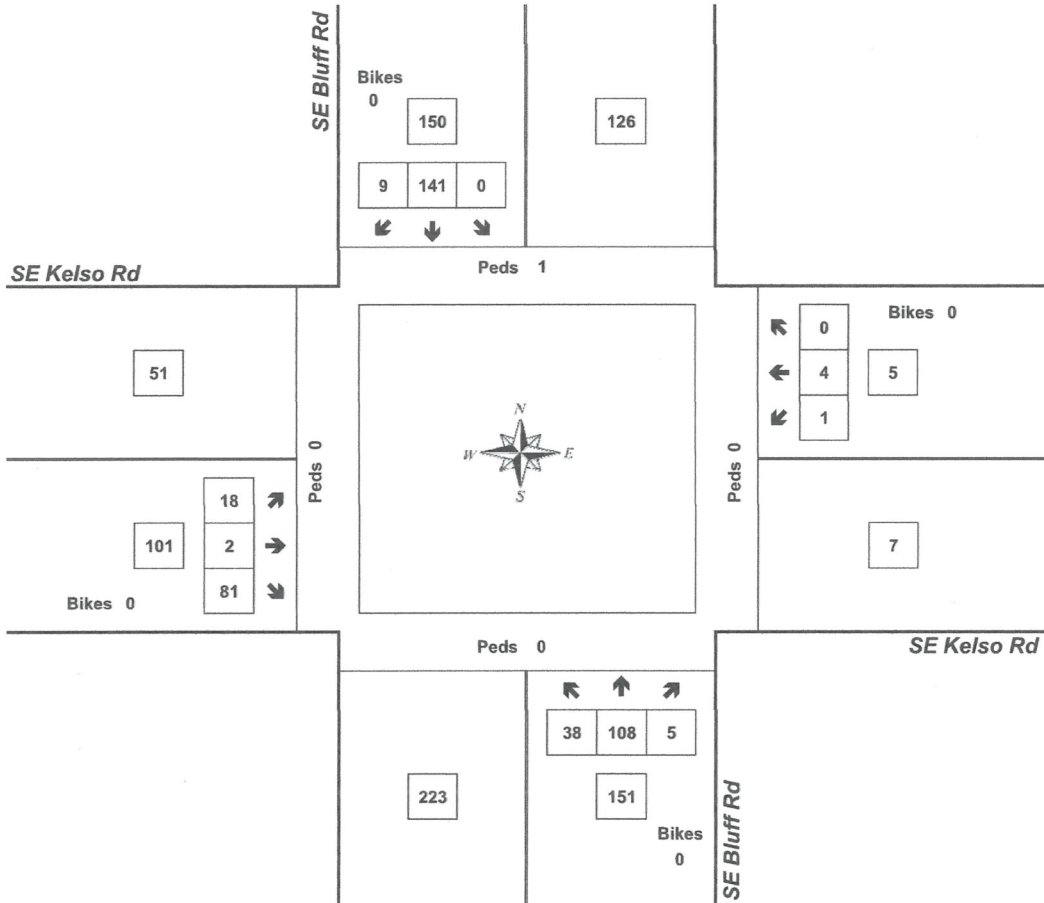 SE Bluff Rd
Bikes
0
150
126
9 141 0
Peds 1
SE Kelso Rd
0
Bikes 0
51
4
5
1
N
W E
S
Peds 0
Peds 0
18
101
2
7
81
Bikes 0
Peds 0
SE Kelso Rd
38 108 5
223
151
SE Bluff Rd
Bikes
0